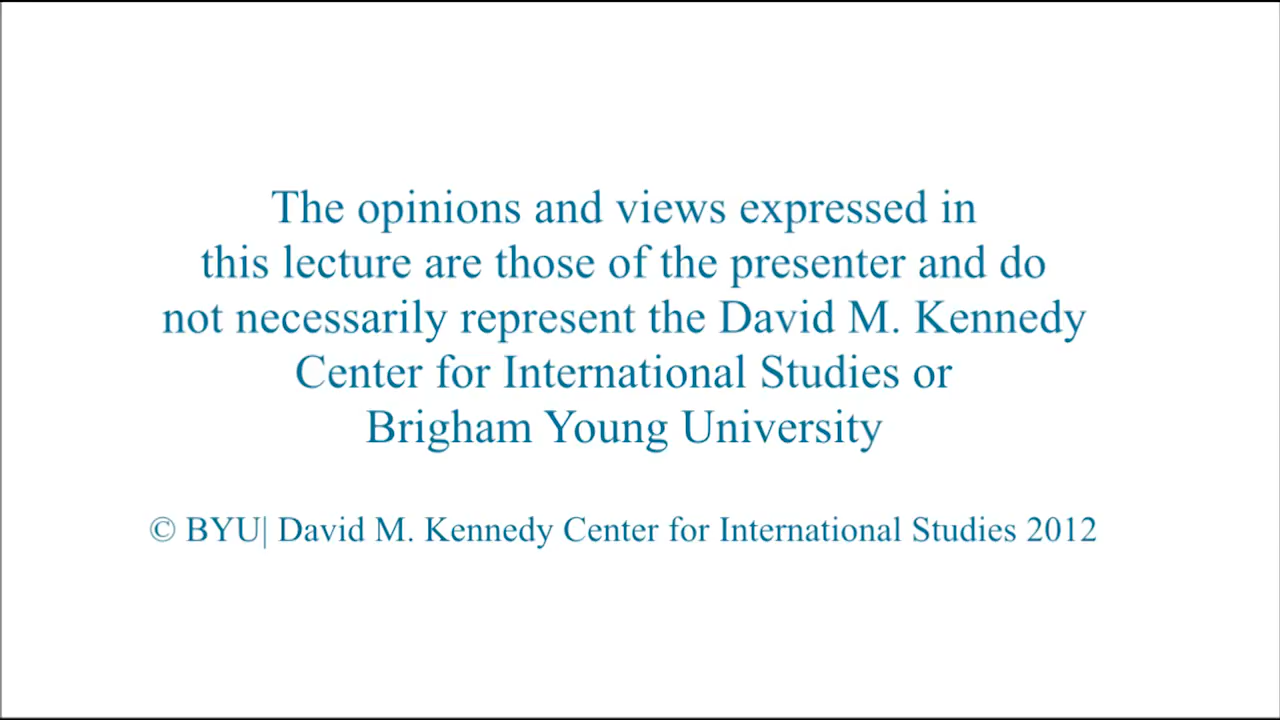 The opinions and views expressed in
this lecture are those of the presenter and do
not necessarily represent the David M. Kennedy
Center for International Studies or
Brigham Young University
© BYU| David M. Kennedy Center for International Studies 2012